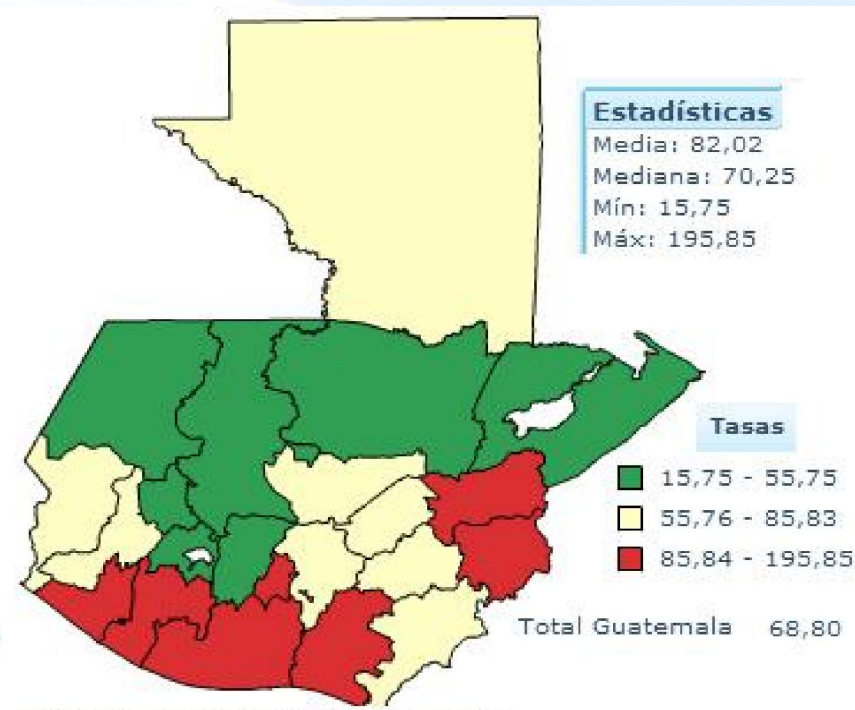 Estadísticas
Media: 82,02
Mediana: 70,25
Mín: 15,75
Máx: 195,85
Tasas
15,75 - 55,75
55,76 - 85,83
85,84 - 195,85
Total Guatemala 68,80